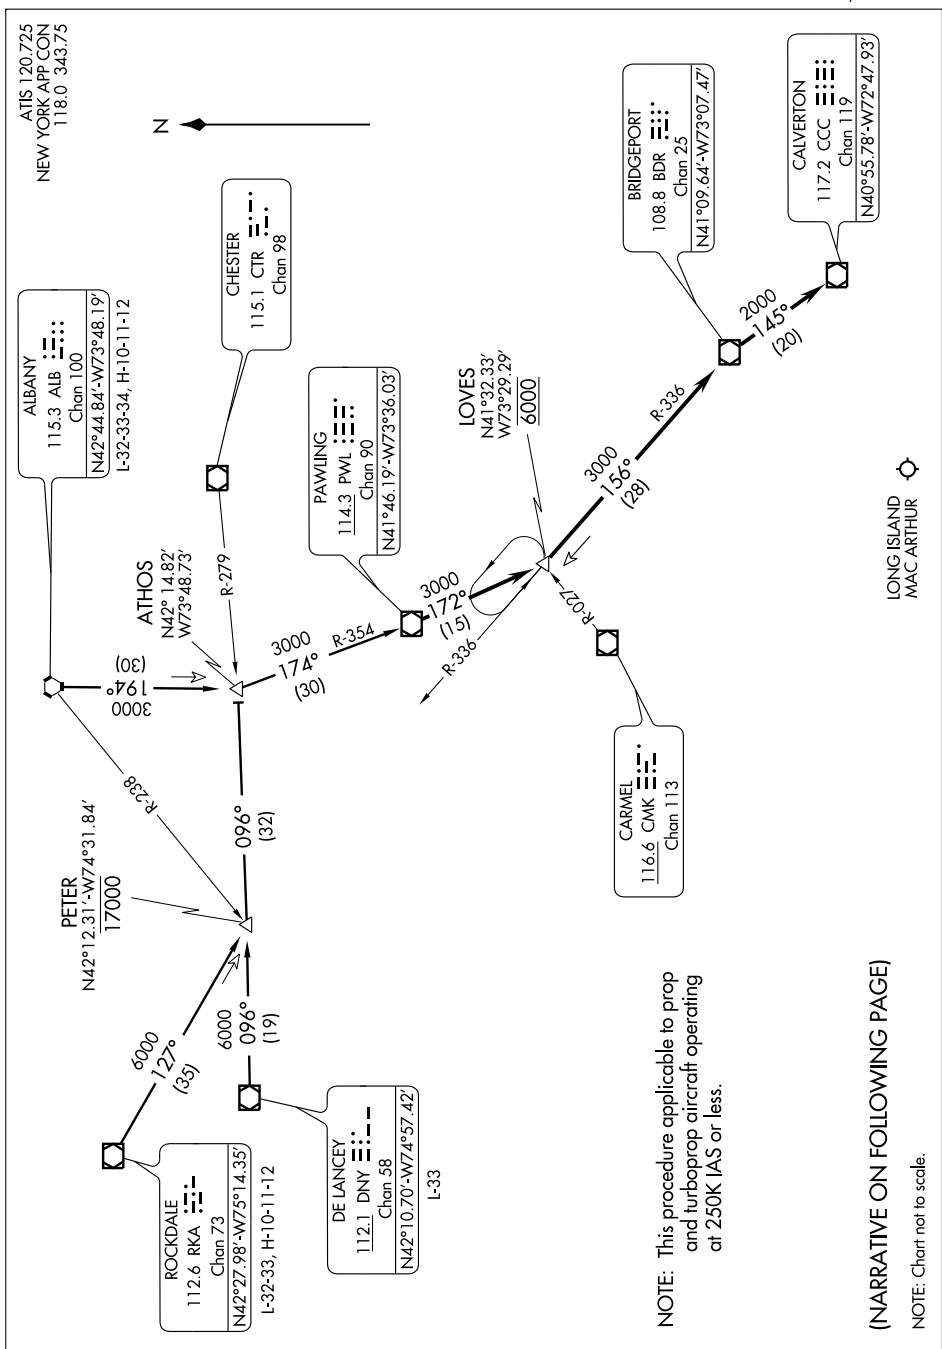 ATIS 120.725
NEW YORK APP CON
118.0 343.75
N
ALBANY
115.3 ALB
Chan 100
N42°44.84′-W73°48.19′
L-32-33-34, H-10-11-12
CHESTER
115.1 CTR
Chan 98
R-279
ATHOS
N42° 14.82′
W73°48.73′
3000
194°
(30)
R-238
PETER
N42°12.31′-W74°31.84′
17000
096°
(32)
6000
127°
(35)
6000
096°
(19)
ROCKDALE
112.6 RKA
Chan 73
N42°27.98′-W75°14.35′
L-32-33, H-10-11-12
DE LANCEY
112.1 DNY
Chan 58
N42°10.70′-W74°57.42′
L-33
PAWLING
114.3 PWL
Chan 90
N41°46.19′-W73°36.03′
3000
174°
(30)
R-354
3000
172°
(15)
R-336
LOVES
N41°32.33′
W73°29.29′
6000
R-027
CARMEL
116.6 CMK
Chan 113
3000
156°
(28)
R-336
BRIDGEPORT
108.8 BDR
Chan 25
N41°09.64′-W73°07.47′
2000
145°
(20)
CALVERTON
117.2 CCC
Chan 119
N40°55.78′-W72°47.93′
LONG ISLAND
MAC ARTHUR
NOTE: This procedure applicable to prop
and turboprop aircraft operating
at 250K IAS or less.
(NARRATIVE ON FOLLOWING PAGE)
NOTE: Chart not to scale.